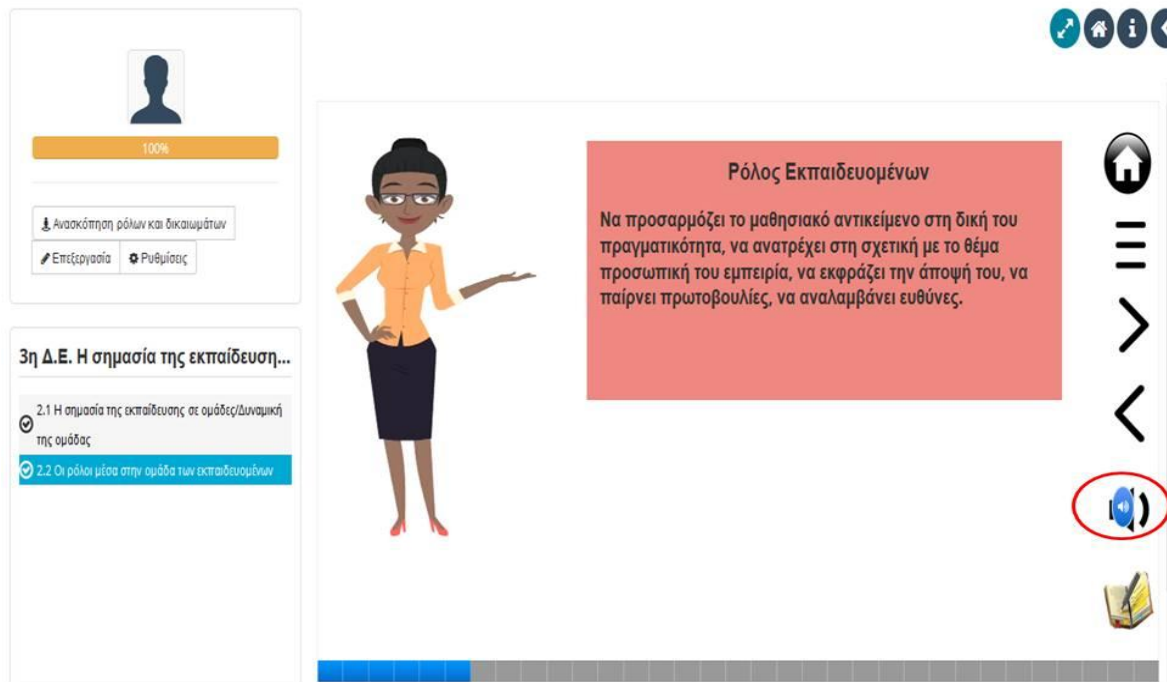 100%
Ανασκόπηση ρόλων και δικαιωμάτων
Επεξεργασία
Ρυθμίσεις
3η Δ.Ε. Η σημασία της εκπαίδευση...
2.1 Η σημασία της εκπαίδευσης σε ομάδες/Δυναμική
της ομάδας
2.2 Οι ρόλοι μέσα στην ομάδα των εκπαιδευομένων
Ρόλος Εκπαιδευομένων
Να προσαρμόζει το μαθησιακό αντικείμενο στη δική του
πραγματικότητα, να ανατρέχει στη σχετική με το θέμα
προσωπική του εμπειρία, να εκφράζει την άποψή του, να
παίρνει πρωτοβουλίες, να αναλαμβάνει ευθύνες.